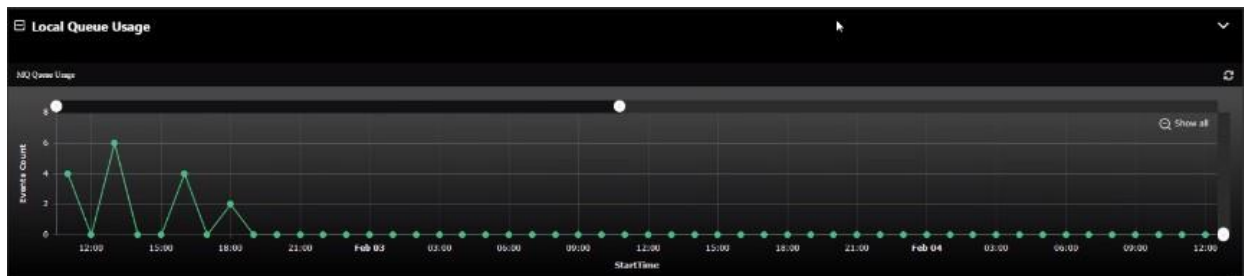 Local Queue Usage
MQ Queue Usage
8
Show all
6
4
2
0
Events Count
12:00 15:00 18:00 21:00 Feb 03 03:00 06:00 09:00 12:00 15:00 18:00 21:00 Feb 04 03:00 06:00 09:00 12:00
StartTime